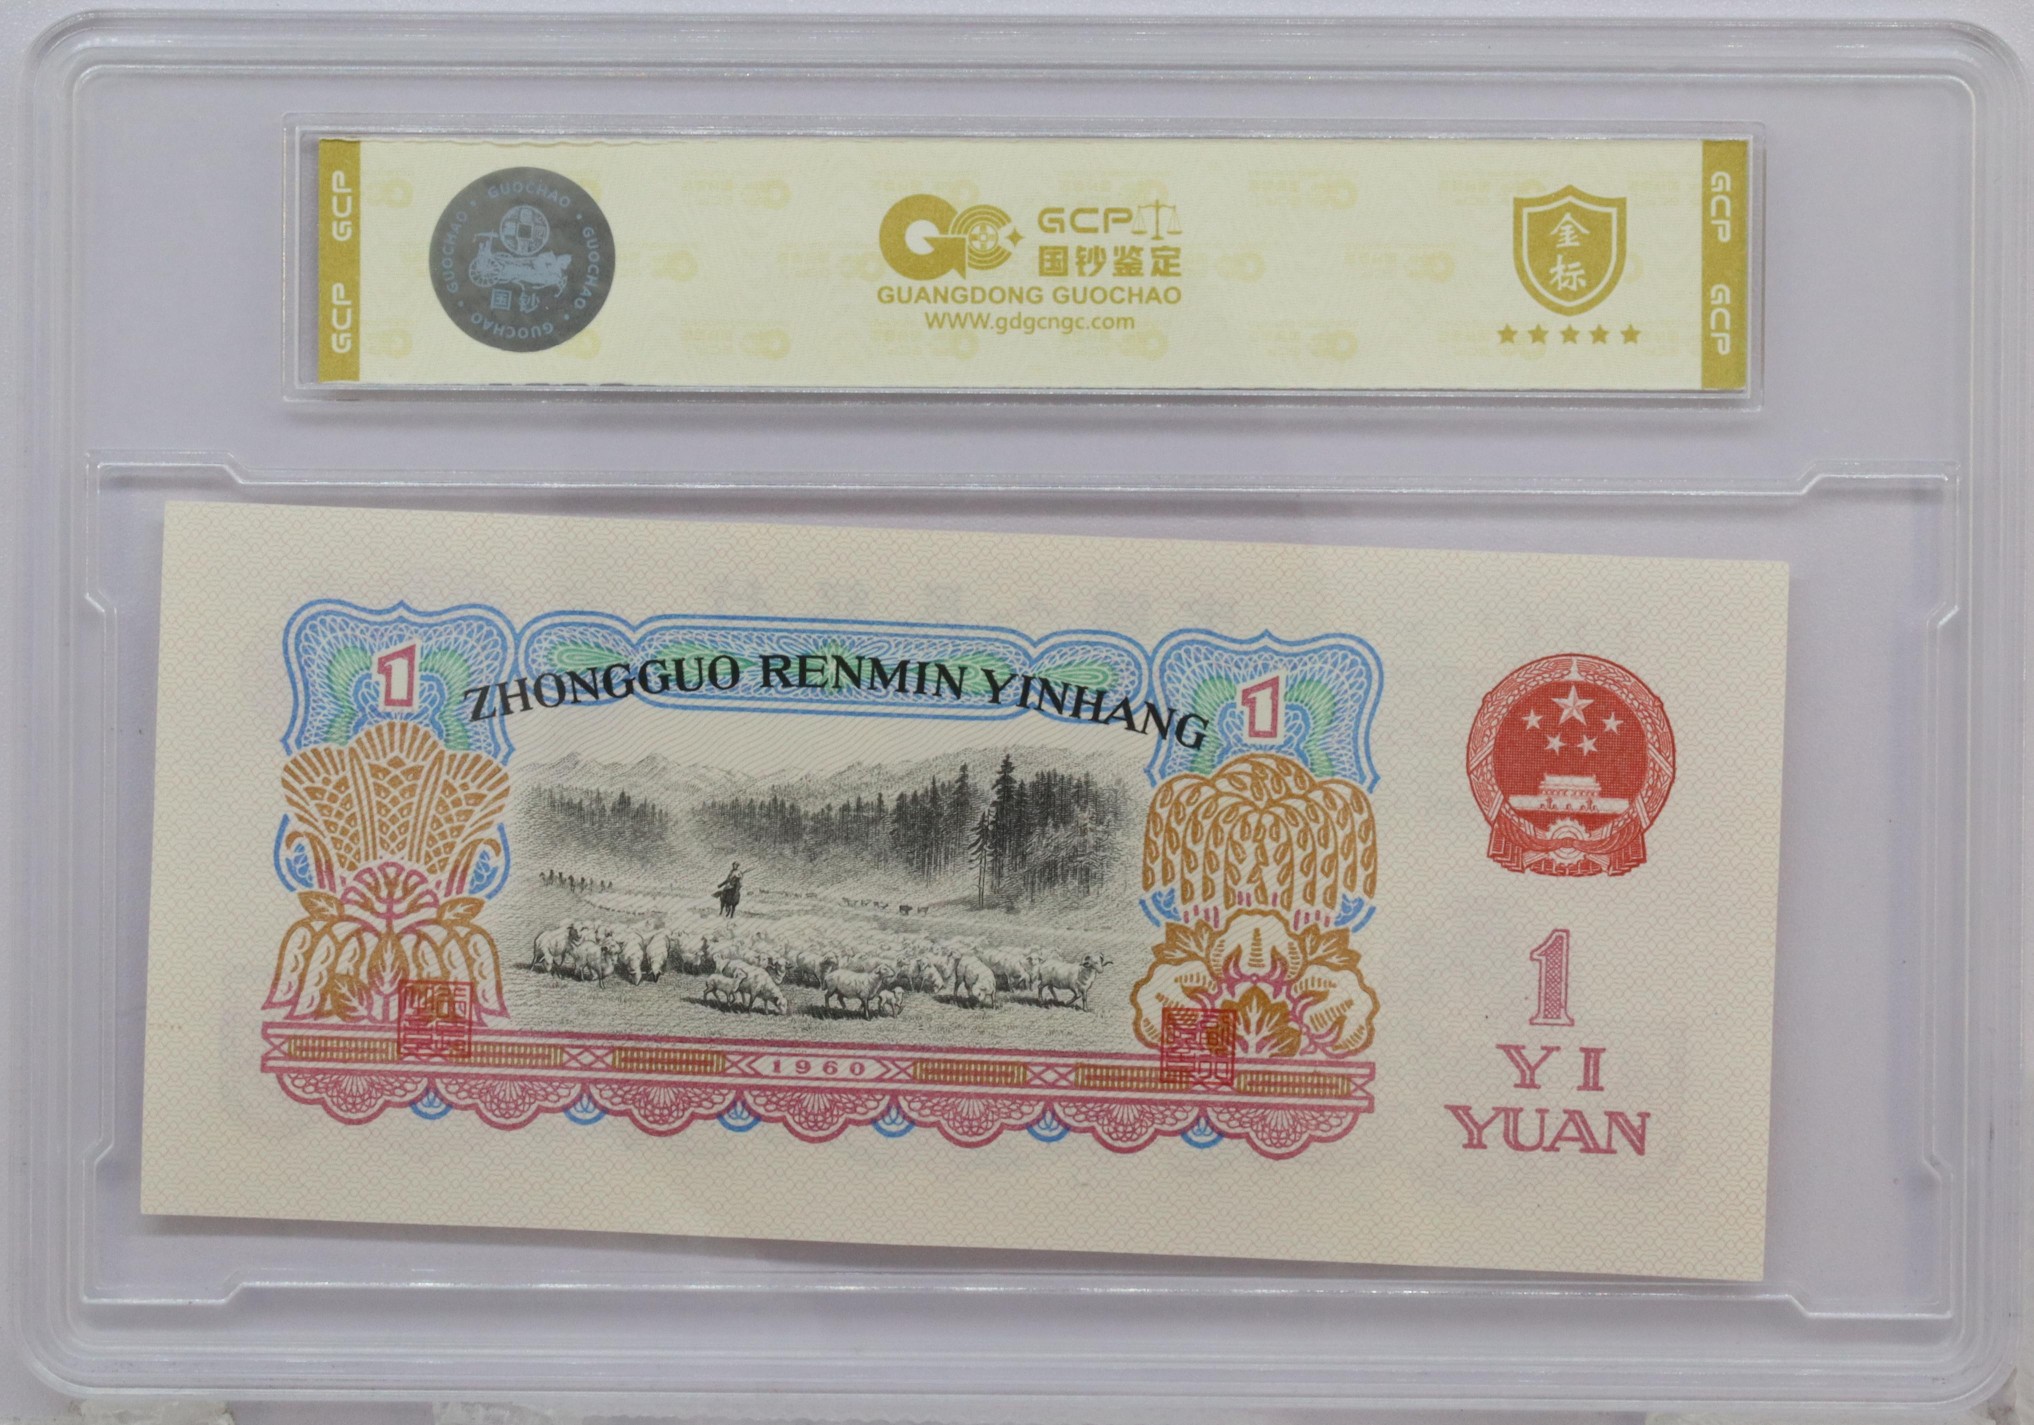 GCP GCP
GUOCHAO · GUOCHAO · GUOCHAO · GUOCHAO ·
国钞
GC GCP
国钞鉴定
GUANGDONG GUOCHAO
WWW.gdgcngc.com
金
标
★★★★★
GCP GCP
1
ZHONGGUO RENMIN YINHANG
1
1960
1
YI
YUAN